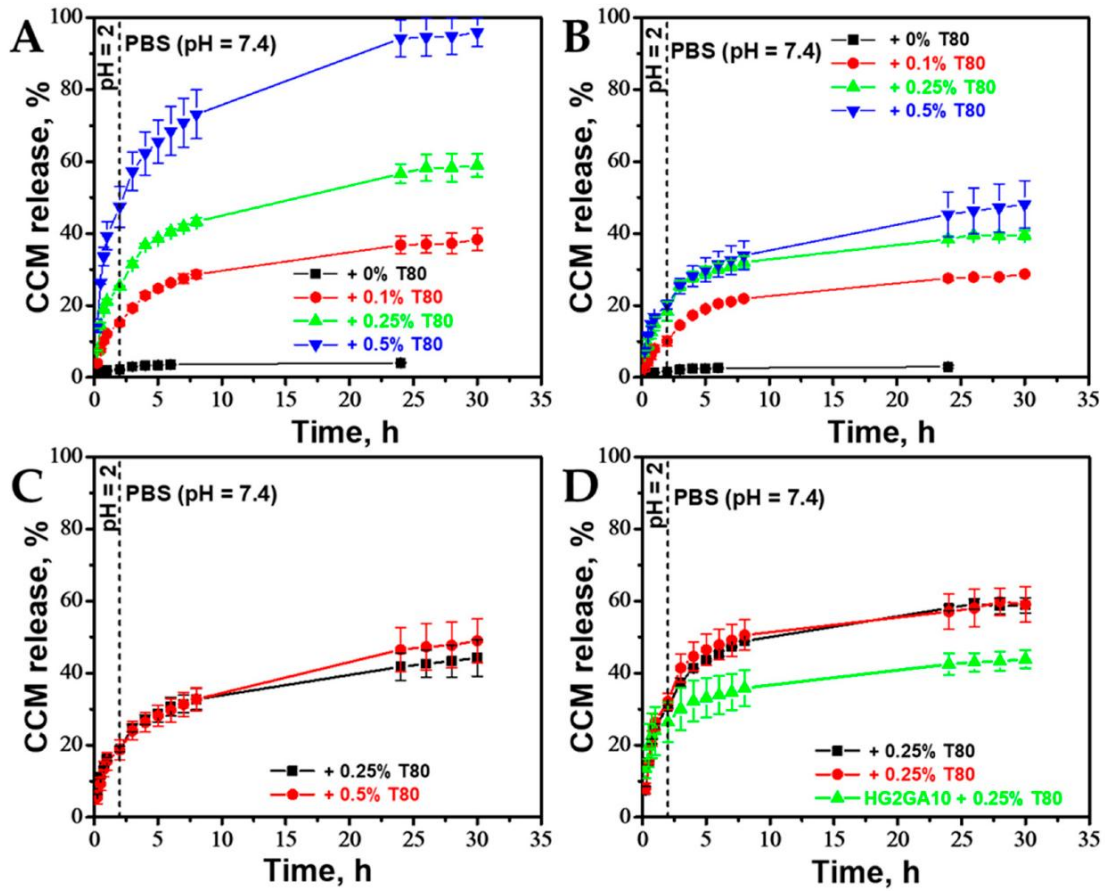 A
pH = 2
PBS (pH = 7.4)
CCM release, %
100
80
60
40
20
0
+ 0% T80
+ 0.1% T80
+ 0.25% T80
+ 0.5% T80
0 5 10 15 20 25 30 35
Time, h
B
pH = 2
PBS (pH = 7.4)
+ 0% T80
+ 0.1% T80
+ 0.25% T80
+ 0.5% T80
CCM release, %
100
80
60
40
20
0
0 5 10 15 20 25 30 35
Time, h
C
pH = 2
PBS (pH = 7.4)
CCM release, %
100
80
60
40
20
0
+ 0.25% T80
+ 0.5% T80
0 5 10 15 20 25 30 35
Time, h
D
pH = 2
PBS (pH = 7.4)
CCM release, %
100
80
60
40
20
0
+ 0.25% T80
+ 0.25% T80
HG2GA10 + 0.25% T80
0 5 10 15 20 25 30 35
Time, h